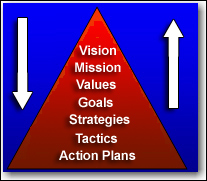 Vision
Mission
Values
Goals
Strategies
Tactics
Action Plans